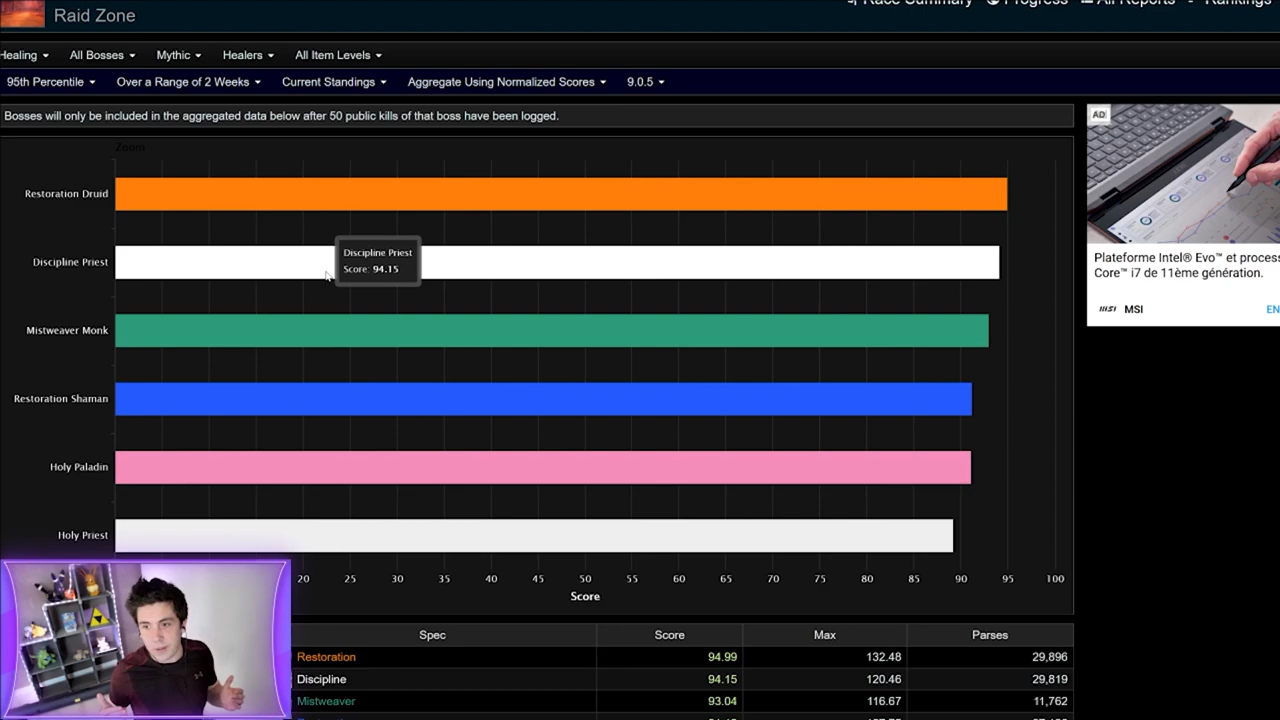 Raid Zone
Race Summary Progress All Reports Rankings
Healing All Bosses Mythic Healers All Item Levels
95th Percentile Over a Range of 2 Weeks Current Standings Aggregate Using Normalized Scores 9.0.5
Bosses will only be included in the aggregated data below after 50 public kills of that boss have been logged.
Zoom
Restoration Druid
Discipline Priest
Discipline Priest
Score: 94.15
Mistweaver Monk
Restoration Shaman
Holy Paladin
Holy Priest
20 25 30 35 40 45 50 55 60 65 70 75 80 85 90 95 100
Score
Spec Score Max Parses
Restoration 94.99 132.48 29,896
Discipline 94.15 120.46 29,819
Mistweaver 93.04 116.67 11,762
AD
Plateforme Intel® Evo™ et process
Core™ i7 de 11ème génération.
msi MSI
EN